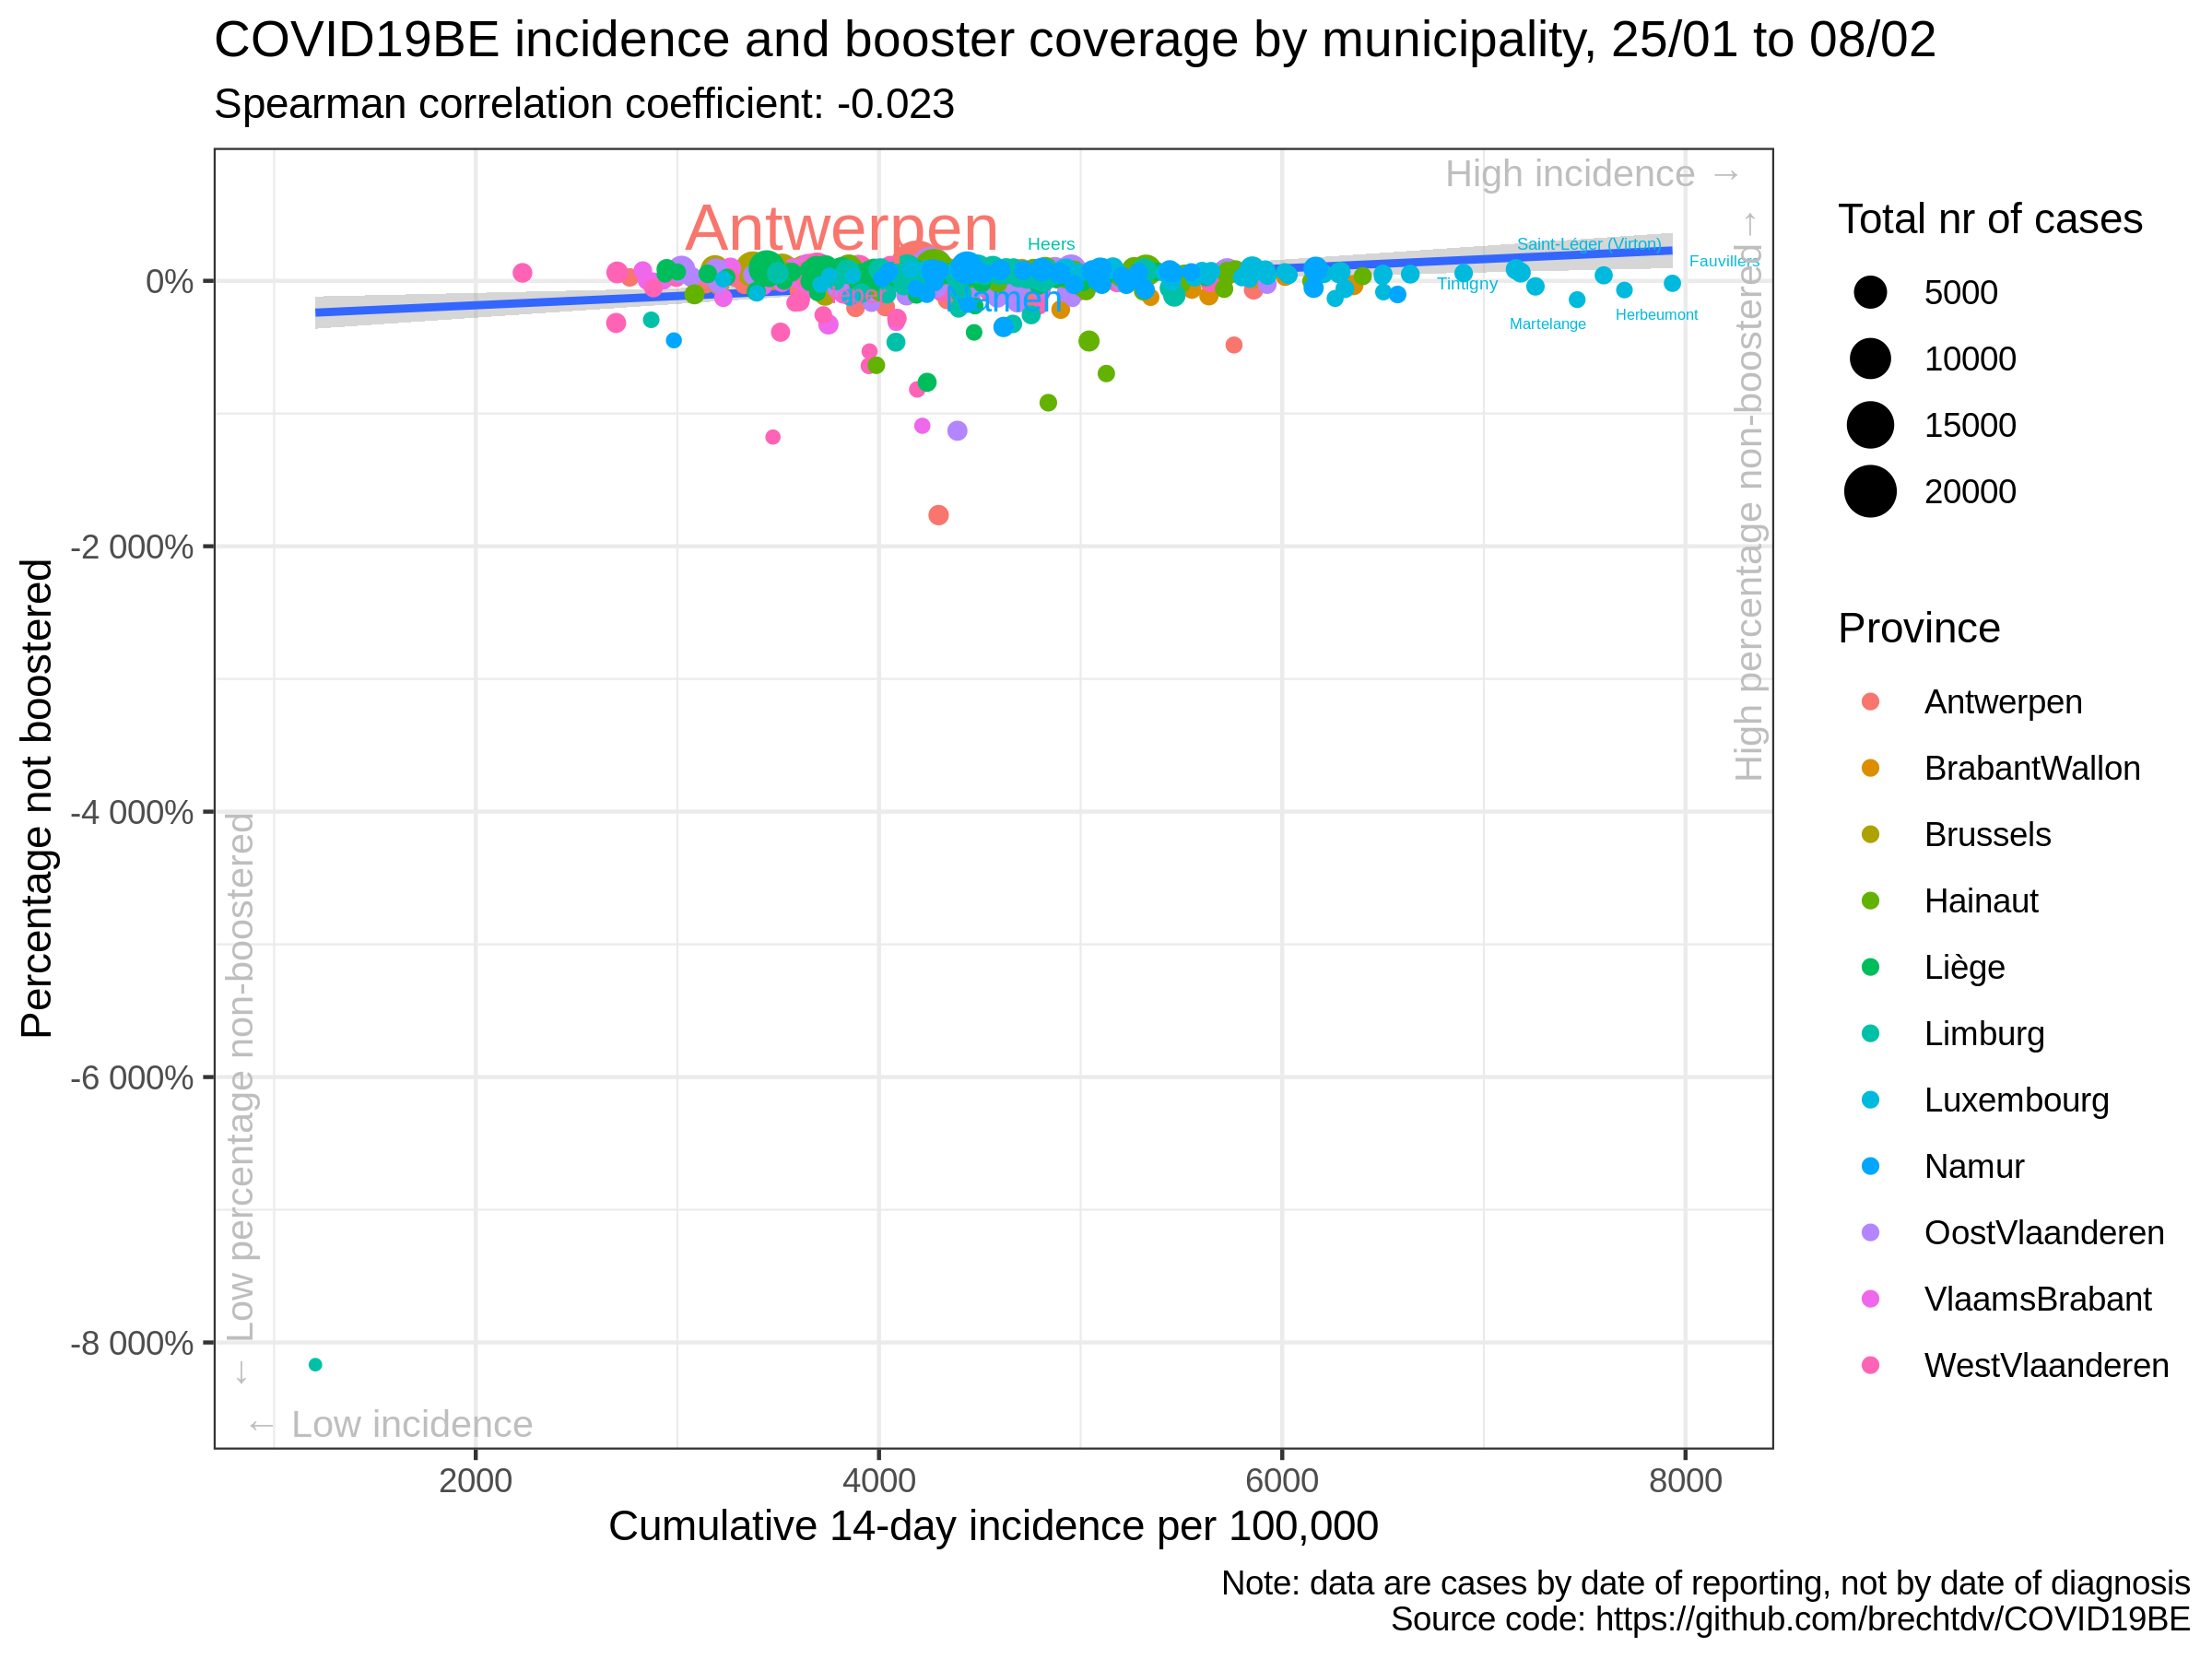 COVID19BE incidence and booster coverage by municipality, 25/01 to 08/02
Spearman correlation coefficient: -0.023
High incidence →
High percentage non-boostered →
Antwerpen
Heers
Saint-Léger (Virton)
Fauvillers
Tintigny
Herbeumont
Martelange
0%
-2 000%
-4 000%
-6 000%
-8 000%
Percentage not boostered
← Low percentage non-boostered
← Low incidence
2000
4000
6000
8000
Cumulative 14-day incidence per 100,000
Total nr of cases
5000
10000
15000
20000
Province
Antwerpen
BrabantWallon
Brussels
Hainaut
Liège
Limburg
Luxembourg
Namur
OostVlaanderen
VlaamsBrabant
WestVlaanderen
Note: data are cases by date of reporting, not by date of diagnosis
Source code: https://github.com/brechtdv/COVID19BE